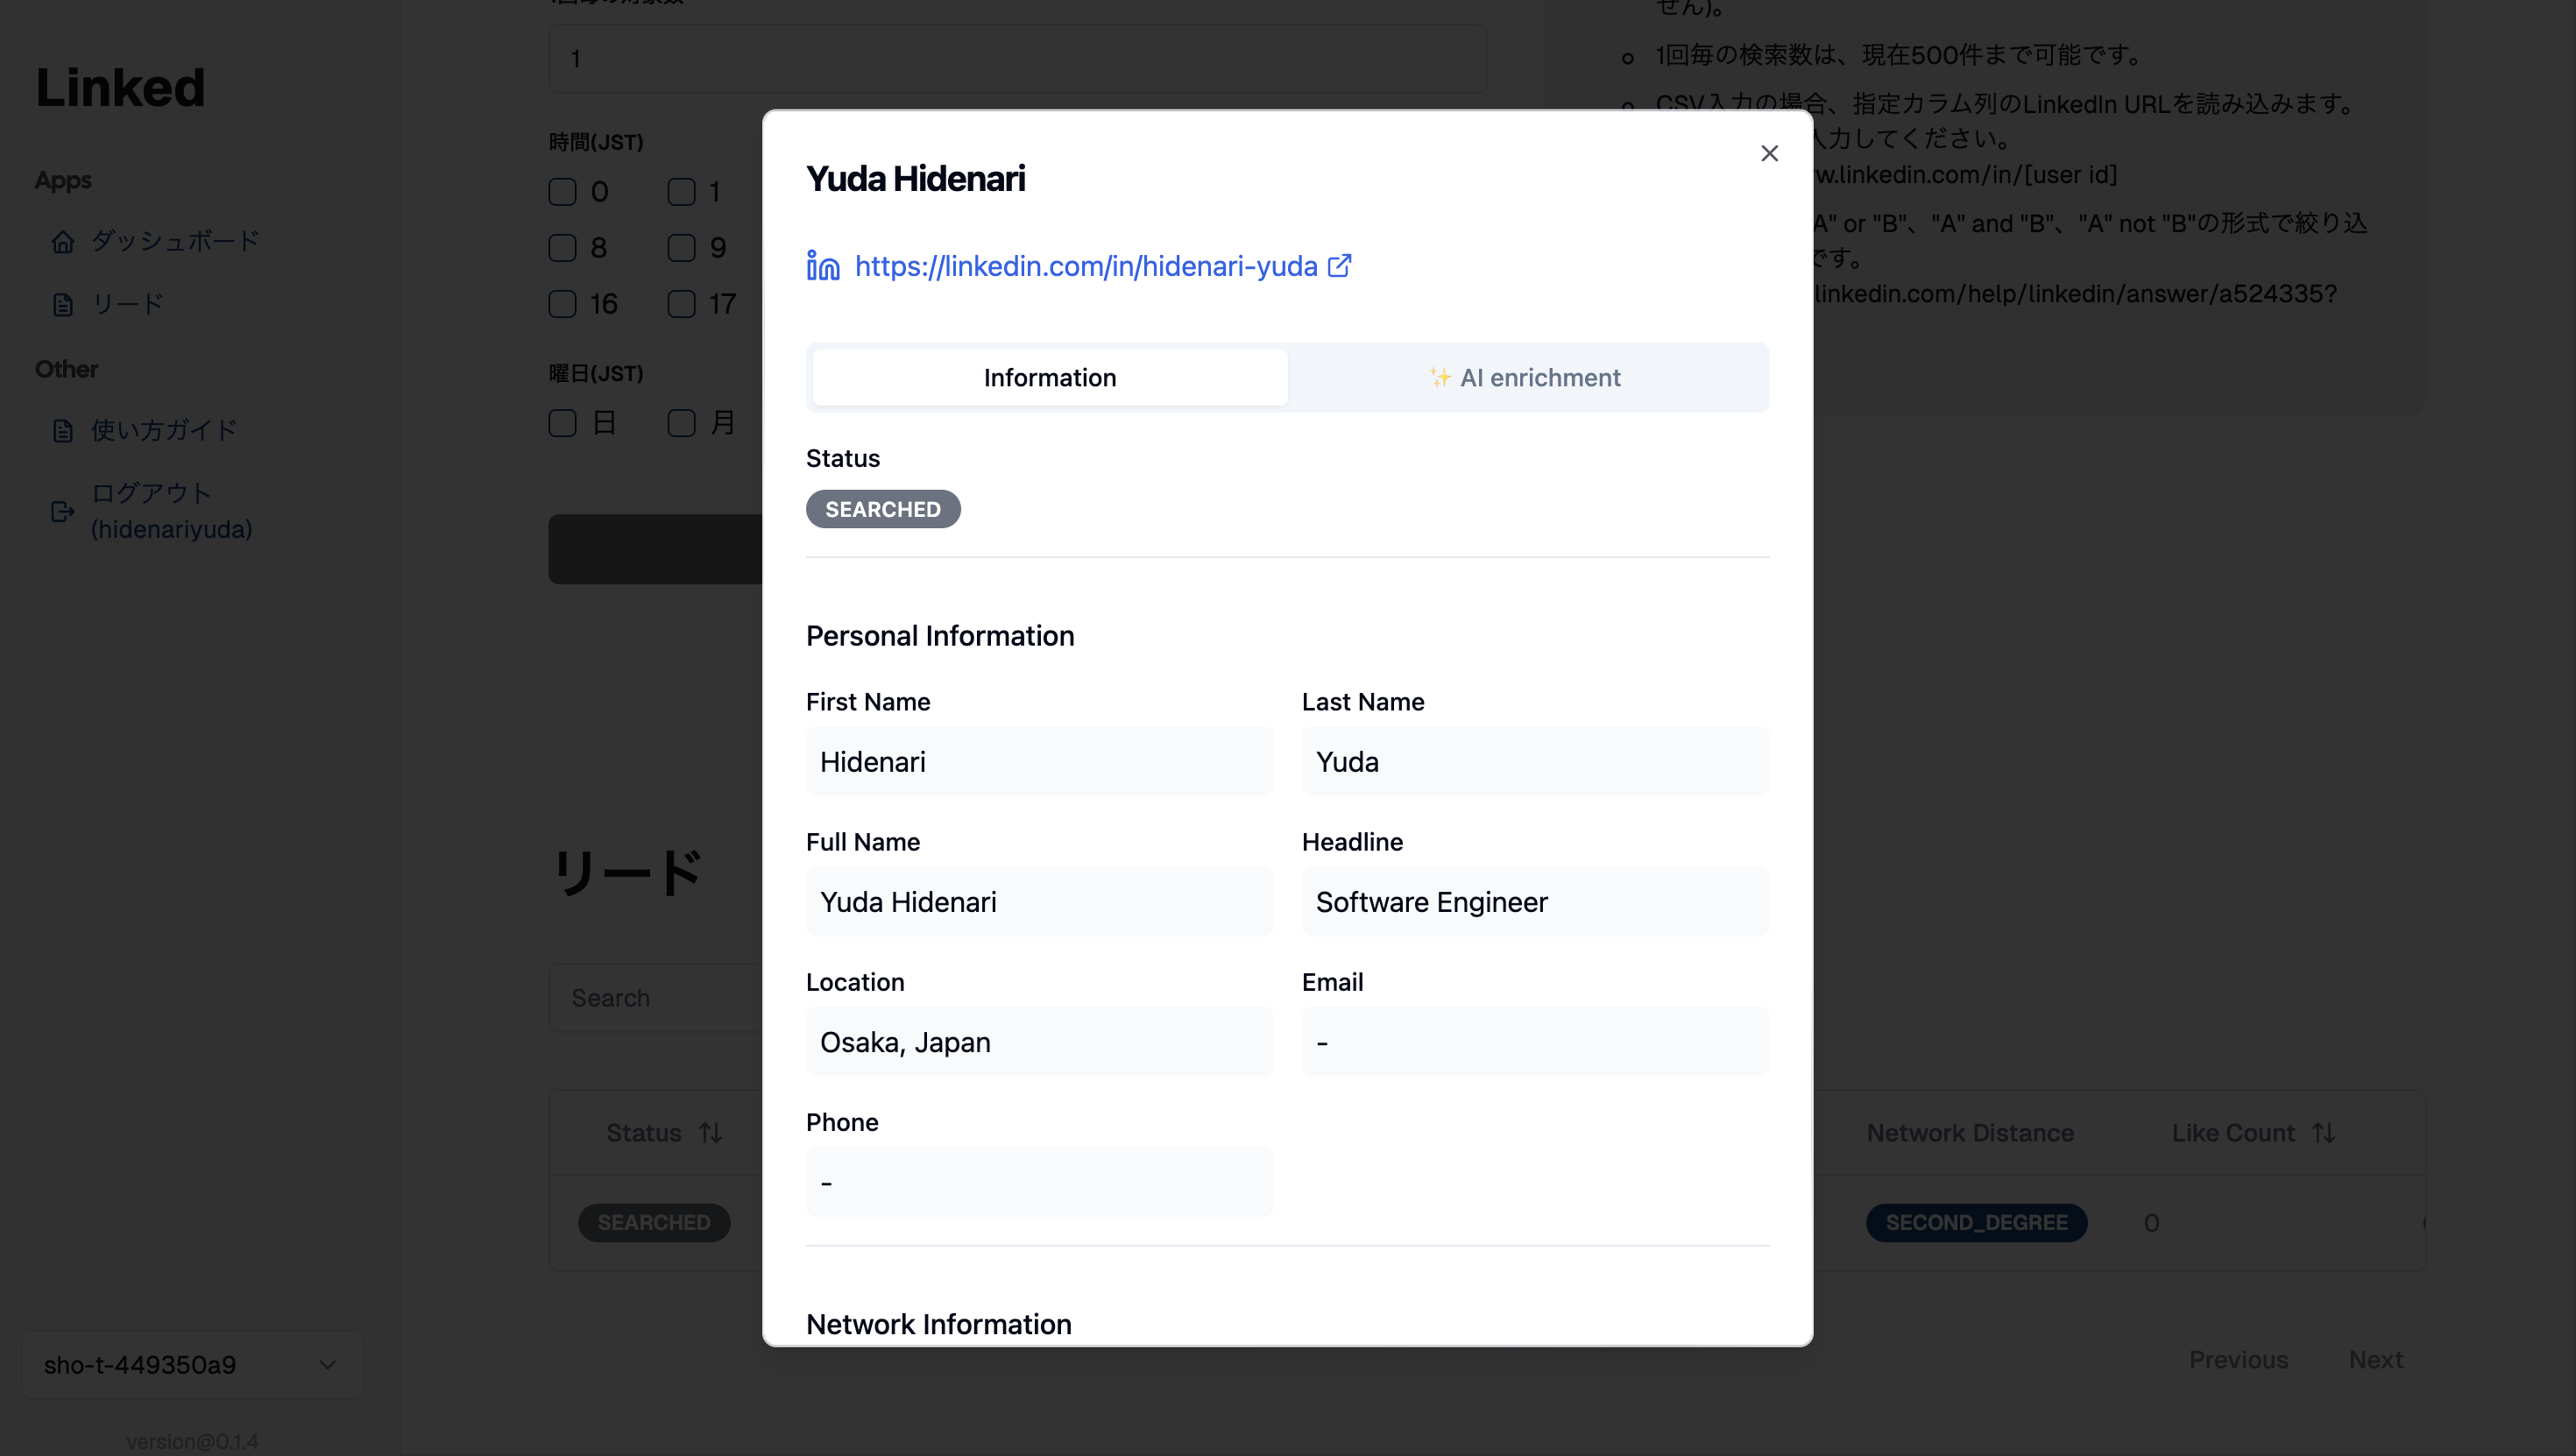 Linked
Apps
ダッシュボード
リード
Other
使い方ガイド
ログアウト
(hidenariyuda)
sho-t-449350a9
version@0.1.4
1
時間(JST)
0 1
8 9
16 17
曜日(JST)
日 月
せん)。
1回毎の検索数は、現在500件まで可能です。
CSV入力の場合、指定カラム列のLinkedIn URLを読み込みます。
入力してください。
w.linkedin.com/in/[user id]
A" or "B"、"A" and "B"、"A" not "B"の形式で絞り込
です。
linkedin.com/help/linkedin/answer/a524335?
Yuda Hidenari
https://linkedin.com/in/hidenari-yuda
Information
✨ AI enrichment
Status
SEARCHED
Personal Information
First Name
Hidenari
Last Name
Yuda
Full Name
Yuda Hidenari
Headline
Software Engineer
Location
Osaka, Japan
Email
-
Phone
-
Network Information
リード
Search
Status Network Distance Like Count
SEARCHED SECOND_DEGREE 0
Previous Next